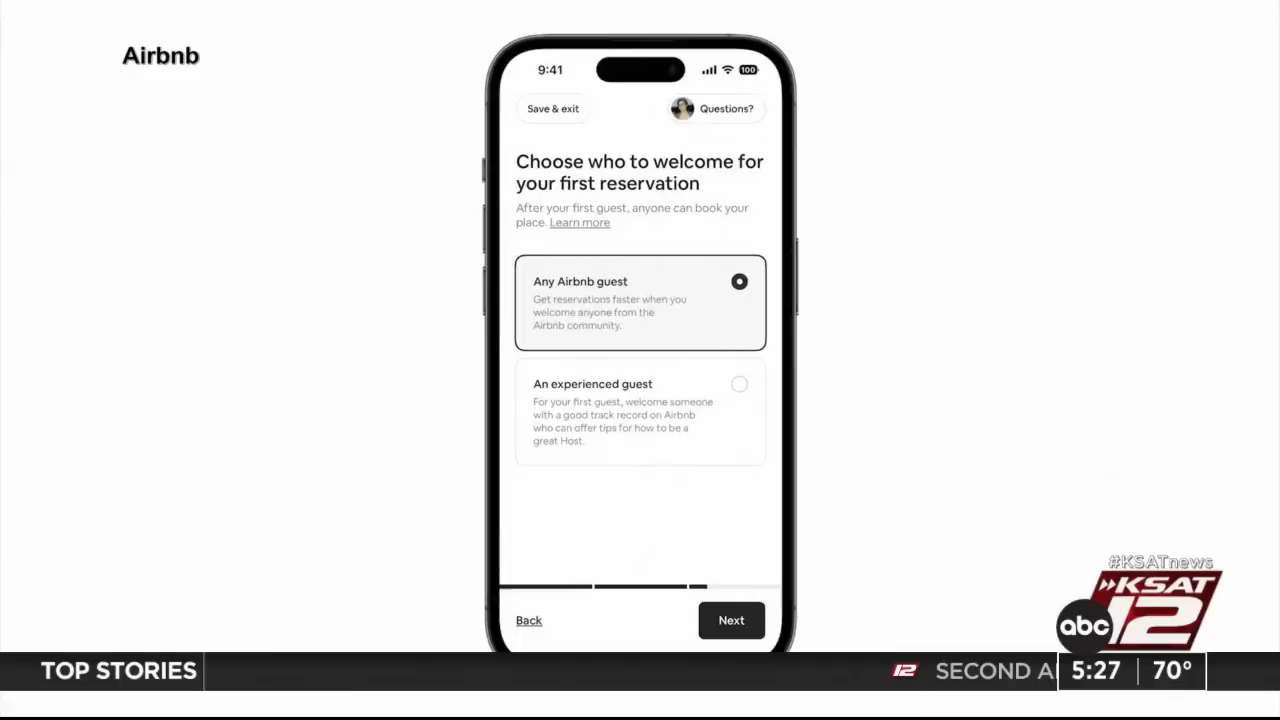 Airbnb
9:41
100
Save & exit
Questions?
Choose who to welcome for
your first reservation
After your first guest, anyone can book your
place. Learn more
Any Airbnb guest
Get reservations faster when you
welcome anyone from the
Airbnb community.
An experienced guest
For your first guest, welcome someone
with a good track record on Airbnb
who can offer tips for how to be a
great Host.
Back
Next
#KSATnews
KSAT
abc 12
TOP STORIES
12 SECOND A
5:27 70°